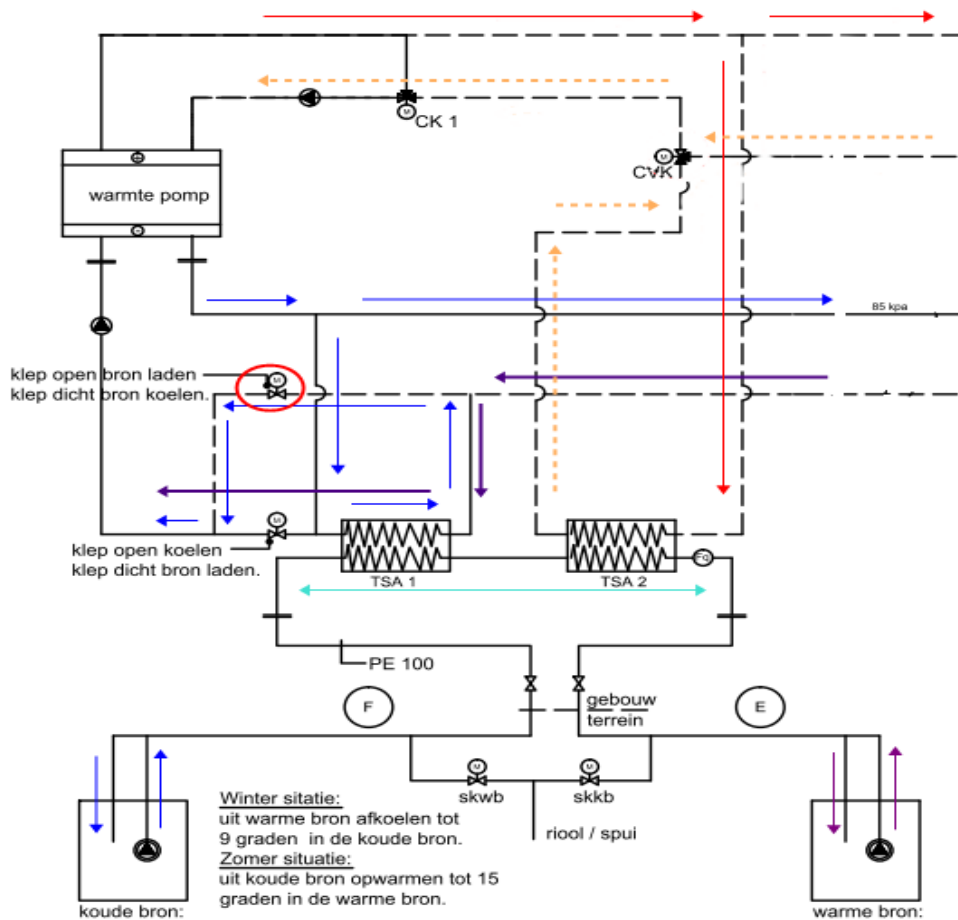 M
CK 1
M
CVK
warmte pomp
85 kpa
klep open bron laden
klep dicht bron koelen.
M
M
klep open koelen
klep dicht bron laden.
TSA 1
TSA 2
Fq
PE 100
gebouw
terrein
F
E
M
M
skwb
skkb
riool / spui
Winter sitatie:
uit warme bron afkoelen tot
9 graden in de koude bron.
Zomer situatie:
uit koude bron opwarmen tot 15
graden in de warme bron.
koude bron:
warme bron: